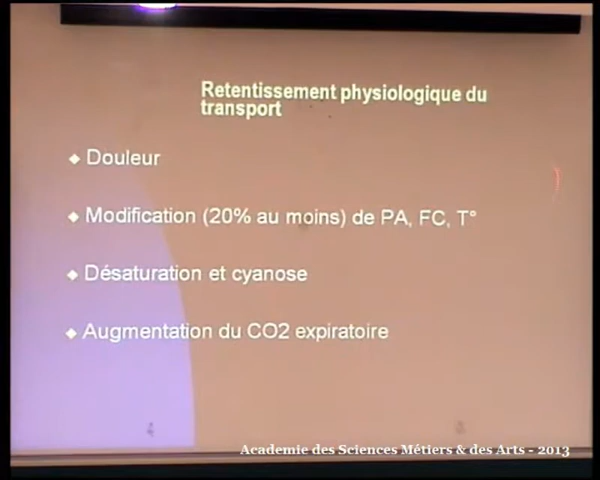 Retentissement physiologique du
transport
◆ Douleur
◆ Modification (20% au moins) de PA, FC, T°
◆ Désaturation et cyanose
◆ Augmentation du CO2 expiratoire
Academie des Sciences Métiers & des Arts - 2013